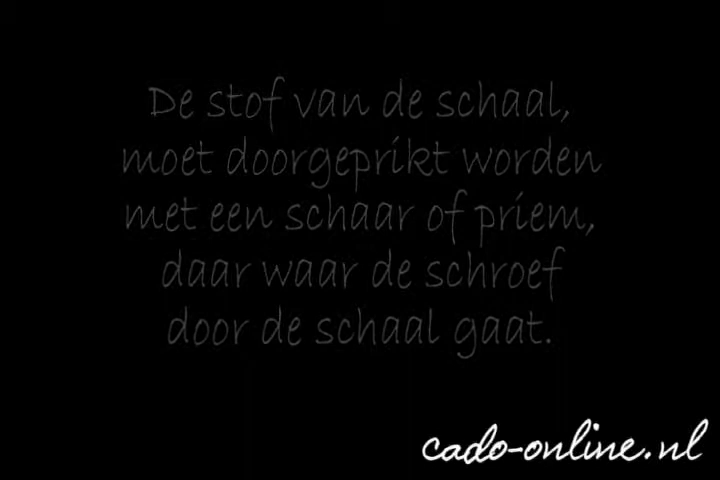 De stof van de schaal,
moet doorgeprikt worden
met een schaar of priem,
daar waar de schroef
door de schaal gaat.
cado-online.nl